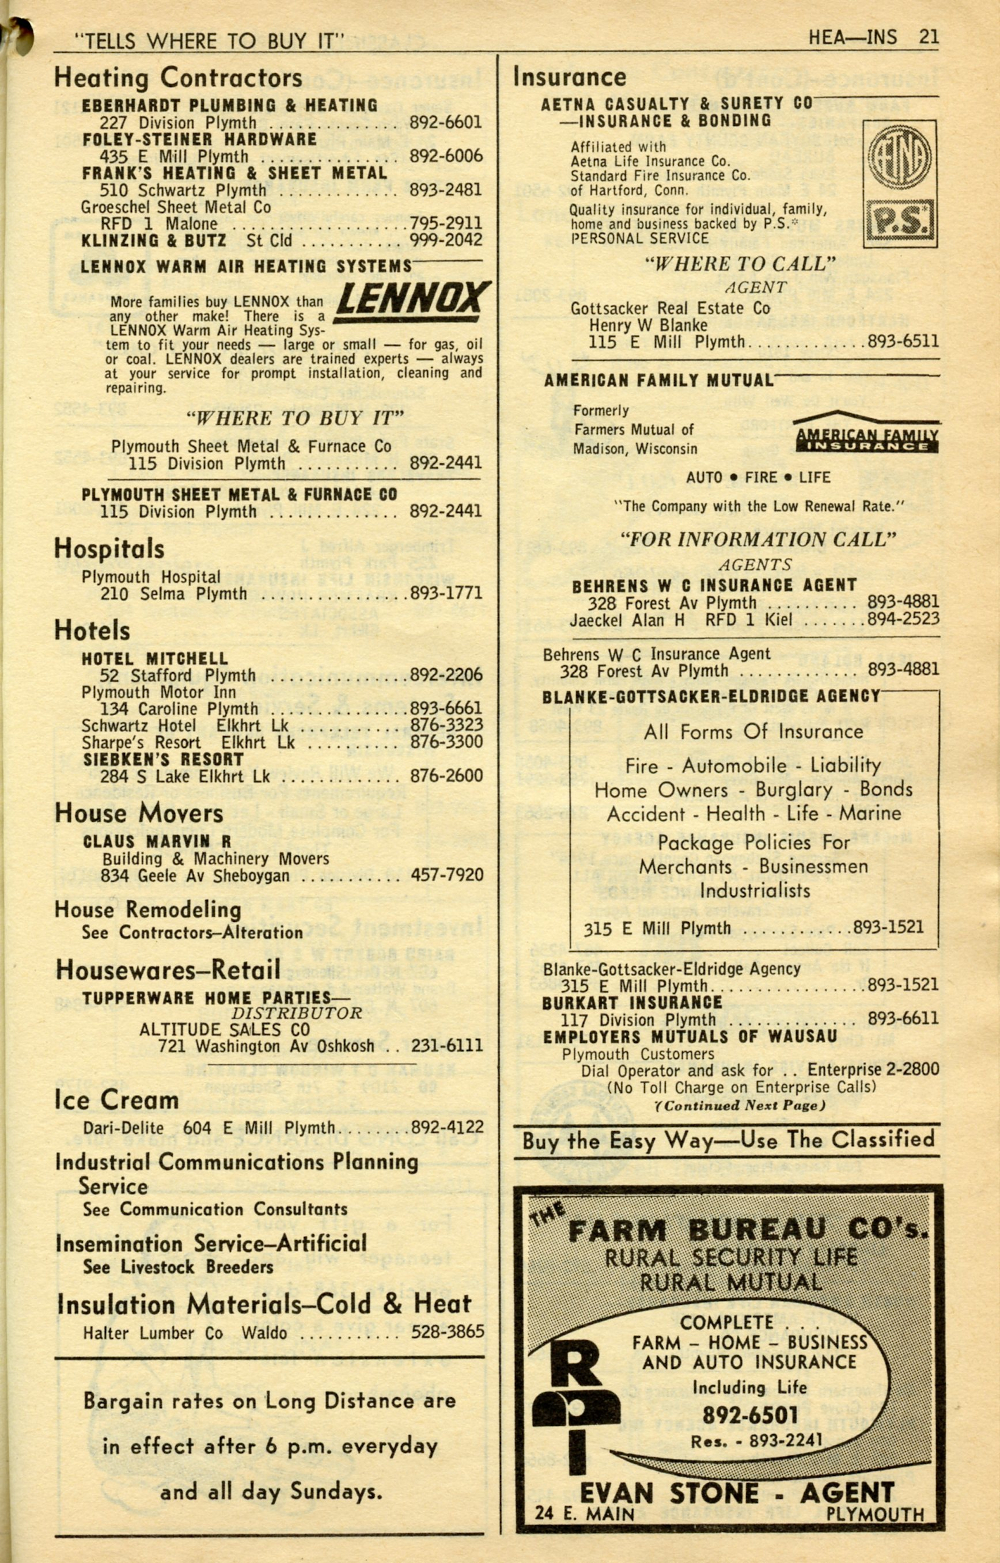 "TELLS WHERE TO BUY IT"
HEA—INS 21
Heating Contractors
EBERHARDT PLUMBING & HEATING
227 Division Plymth .............. 892-6601
FOLEY-STEINER HARDWARE
435 E Mill Plymth ............... 892-6006
FRANK'S HEATING & SHEET METAL
510 Schwartz Plymth .............. 893-2481
Groeschel Sheet Metal Co
RFD 1 Malone .....................795-2911
KLINZING & BUTZ St Cld ........... 999-2042
LENNOX WARM AIR HEATING SYSTEMS
LENNOX
More families buy LENNOX than
any other make! There is a
LENNOX Warm Air Heating Sys-
tem to fit your needs — large or small — for gas, oil
or coal. LENNOX dealers are trained experts — always
at your service for prompt installation, cleaning and
repairing.
"WHERE TO BUY IT"
Plymouth Sheet Metal & Furnace Co
115 Division Plymth ........... 892-2441
PLYMOUTH SHEET METAL & FURNACE CO
115 Division Plymth .............. 892-2441
Hospitals
Plymouth Hospital
210 Selma Plymth ................893-1771
Hotels
HOTEL MITCHELL
52 Stafford Plymth ...............892-2206
Plymouth Motor Inn
134 Caroline Plymth ...............893-6661
Schwartz Hotel Elkhrt Lk ............ 876-3323
Sharpe's Resort Elkhrt Lk .......... 876-3300
SIEBKEN'S RESORT
284 S Lake Elkhrt Lk ............. 876-2600
House Movers
CLAUS MARVIN R
Building & Machinery Movers
834 Geele Av Sheboygan ........... 457-7920
House Remodeling
See Contractors—Alteration
Housewares—Retail
TUPPERWARE HOME PARTIES—
DISTRIBUTOR
ALTITUDE SALES CO
721 Washington Av Oshkosh .. 231-6111
Ice Cream
Dari-Delite 604 E Mill Plymth........892-4122
Industrial Communications Planning
Service
See Communication Consultants
Insemination Service—Artificial
See Livestock Breeders
Insulation Materials—Cold & Heat
Halter Lumber Co Waldo ........... 528-3865
Bargain rates on Long Distance are
in effect after 6 p.m. everyday
and all day Sundays.
Insurance
AETNA CASUALTY & SURETY CO
—INSURANCE & BONDING
Affiliated with
Aetna Life Insurance Co.
Standard Fire Insurance Co.
of Hartford, Conn.
Quality insurance for individual, family,
home and business backed by P.S.*
PERSONAL SERVICE
ÆTNA
P.S.
"WHERE TO CALL"
AGENT
Gottsacker Real Estate Co
Henry W Blanke
115 E Mill Plymth.............893-6511
AMERICAN FAMILY MUTUAL
Formerly
Farmers Mutual of
Madison, Wisconsin
AMERICAN FAMILY
INSURANCE
AUTO • FIRE • LIFE
"The Company with the Low Renewal Rate."
"FOR INFORMATION CALL"
AGENTS
BEHRENS W C INSURANCE AGENT
328 Forest Av Plymth .......... 893-4881
Jaeckel Alan H RFD 1 Kiel .......894-2523
Behrens W C Insurance Agent
328 Forest Av Plymth .............. 893-4881
BLANKE-GOTTSACKER-ELDRIDGE AGENCY
All Forms Of Insurance
Fire - Automobile - Liability
Home Owners - Burglary - Bonds
Accident - Health - Life - Marine
Package Policies For
Merchants - Businessmen
Industrialists
315 E Mill Plymth ............893-1521
Blanke-Gottsacker-Eldridge Agency
315 E Mill Plymth.................893-1521
BURKART INSURANCE
117 Division Plymth .............. 893-6611
EMPLOYERS MUTUALS OF WAUSAU
Plymouth Customers
Dial Operator and ask for .. Enterprise 2-2800
(No Toll Charge on Enterprise Calls)
(Continued Next Page)
Buy the Easy Way—Use The Classified
THE
FARM BUREAU CO's.
RURAL SECURITY LIFE
RURAL MUTUAL
COMPLETE . . .
FARM – HOME – BUSINESS
AND AUTO INSURANCE
Including Life
892-6501
Res. - 893-2241
EVAN STONE - AGENT
24 E. MAIN PLYMOUTH